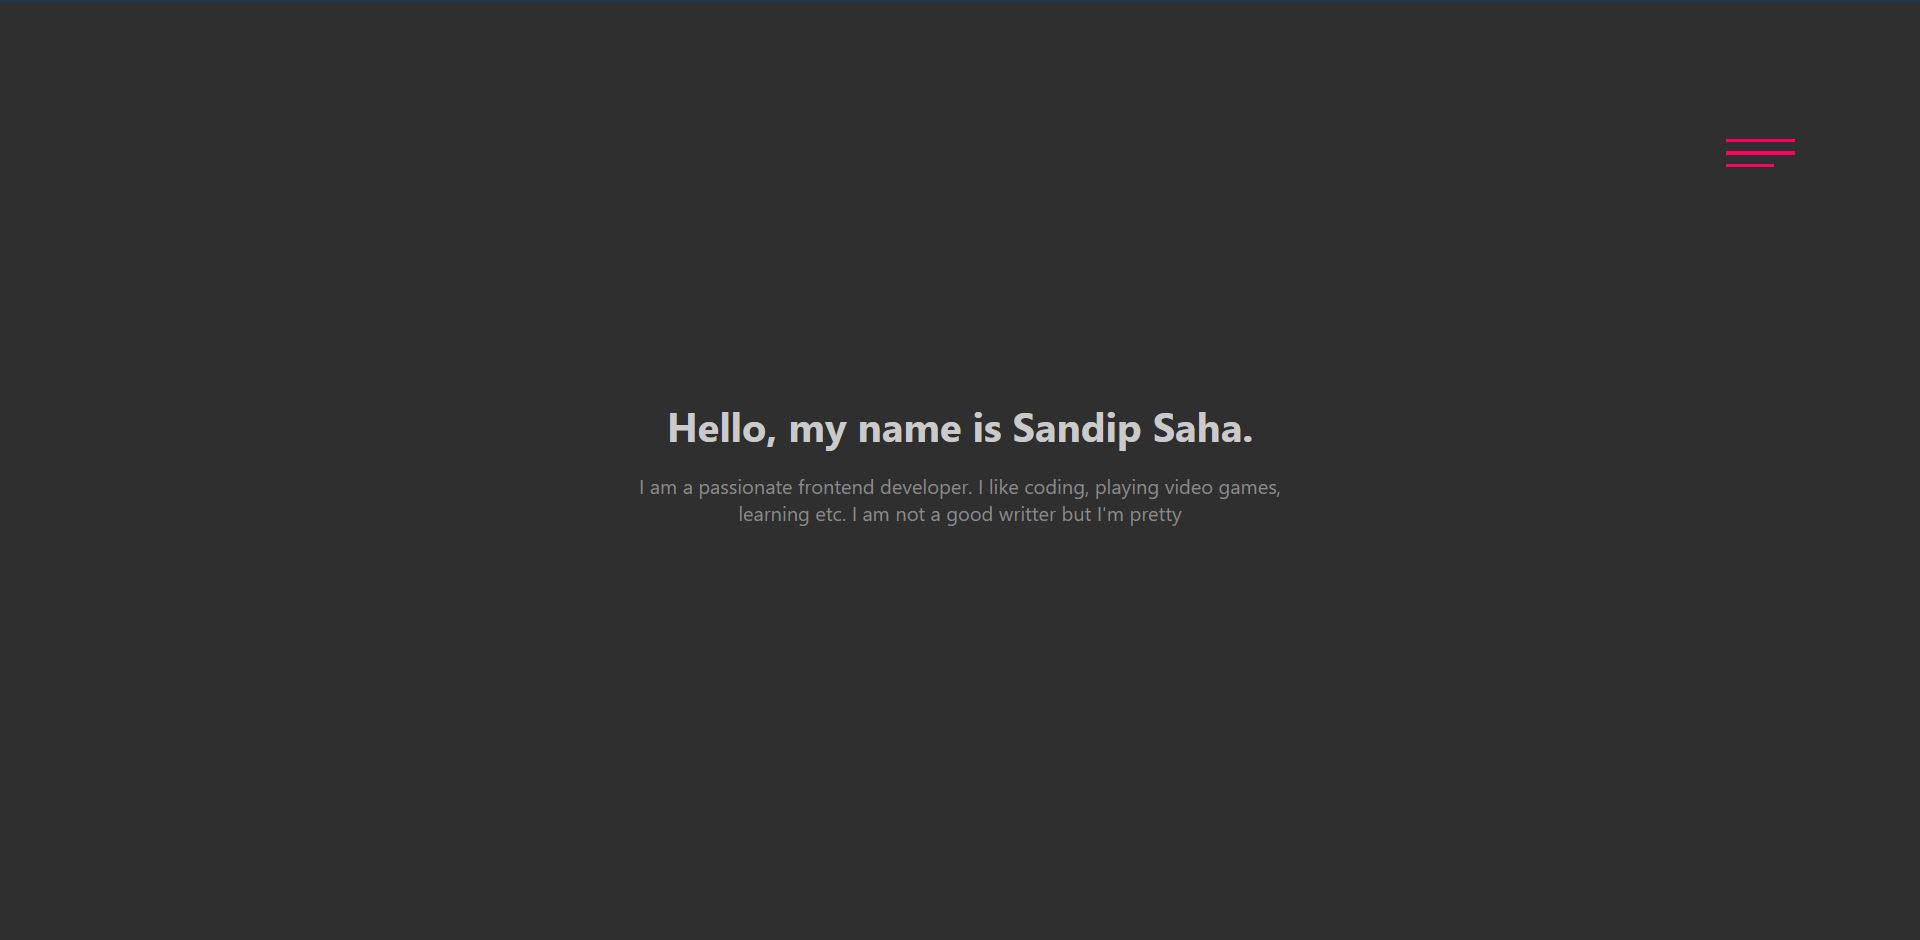 Hello, my name is Sandip Saha.
I am a passionate frontend developer. I like coding, playing video games,
learning etc. I am not a good writter but I'm pretty